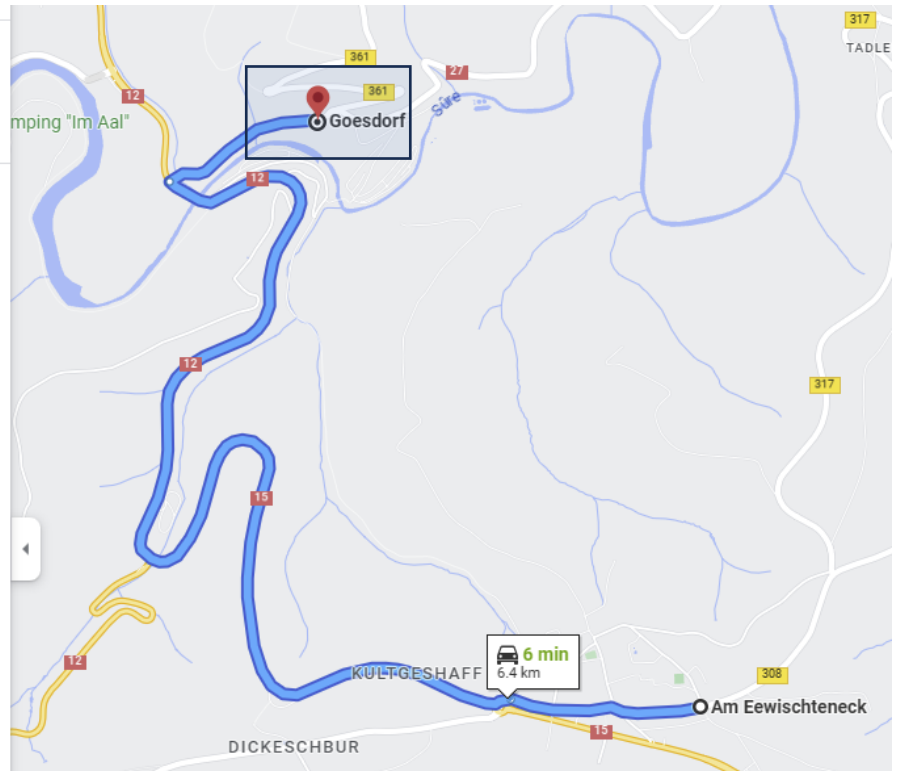 317
TADLE
361
27
361
12
Sûre
mping "Im Aal"
Goesdorf
12
12
317
15
6 min
6.4 km
KULTGESHAFF
12
308
Am Eewischteneck
15
DICKESCHBUR